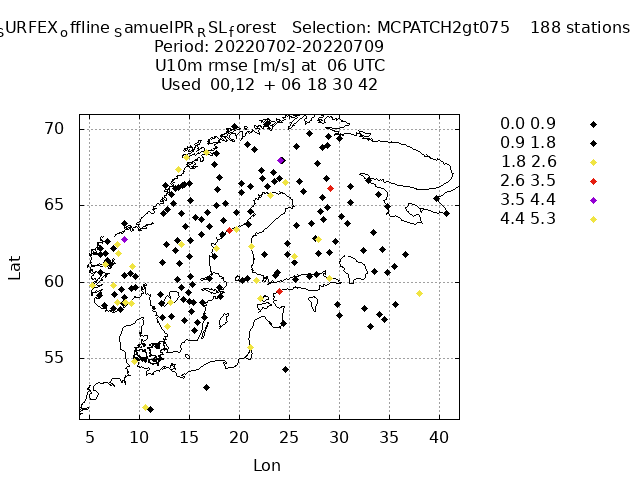 SURFEXoffline SamuelPRRSLforest Selection: MCPATCH2gt075 188 stations
Period: 20220702-20220709
U10m rmse [m/s] at 06 UTC
Used 00,12 + 06 18 30 42
0.0 0.9
0.9 1.8
1.8 2.6
2.6 3.5
3.5 4.4
4.4 5.3
70
65
60
55
Lat
5 10 15 20 25 30 35 40
Lon